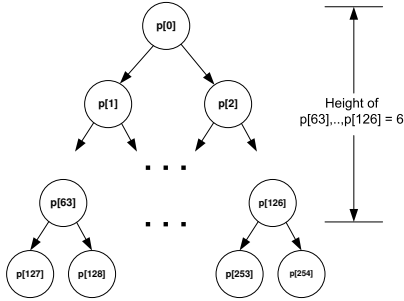 p[0]
p[1]
p[2]
Height of
p[63],..,p[126] = 6
. . .
p[63]
p[126]
. . .
p[127]
p[128]
p[253]
p[254]